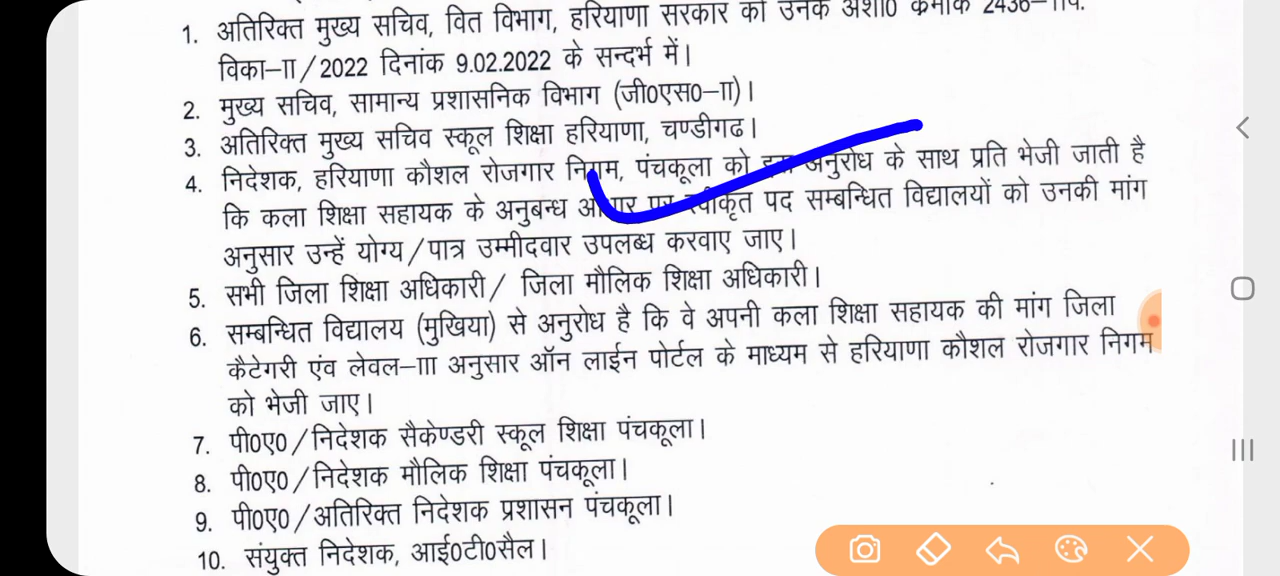 1. अतिरिक्त मुख्य सचिव, वित विभाग, हरियाणा सरकार को उनके अशा0 क्रमांक
विका–II/2022 दिनांक 9.02.2022 के सन्दर्भ में।
2. मुख्य सचिव, सामान्य प्रशासनिक विभाग (जी0एस0–II)।
3. अतिरिक्त मुख्य सचिव स्कूल शिक्षा हरियाणा, चण्डीगढ।
4. निदेशक, हरियाणा कौशल रोजगार निगम, पंचकूला को इस अनुरोध के साथ प्रति भेजी जाती है
कि कला शिक्षा सहायक के अनुबन्ध आधार पर स्वीकृत पद सम्बन्धित विद्यालयों को उनकी मांग
अनुसार उन्हें योग्य/पात्र उम्मीदवार उपलब्ध करवाए जाए।
5. सभी जिला शिक्षा अधिकारी/ जिला मौलिक शिक्षा अधिकारी।
6. सम्बन्धित विद्यालय (मुखिया) से अनुरोध है कि वे अपनी कला शिक्षा सहायक की मांग जिला
कैटेगरी एंव लेवल–III अनुसार ऑन लाईन पोर्टल के माध्यम से हरियाणा कौशल रोजगार निगम
को भेजी जाए।
7. पी0ए0/निदेशक सैकेण्डरी स्कूल शिक्षा पंचकूला।
8. पी0ए0/निदेशक मौलिक शिक्षा पंचकूला।
9. पी0ए0/अतिरिक्त निदेशक प्रशासन पंचकूला।
10. संयुक्त निदेशक, आई0टी0सैल।